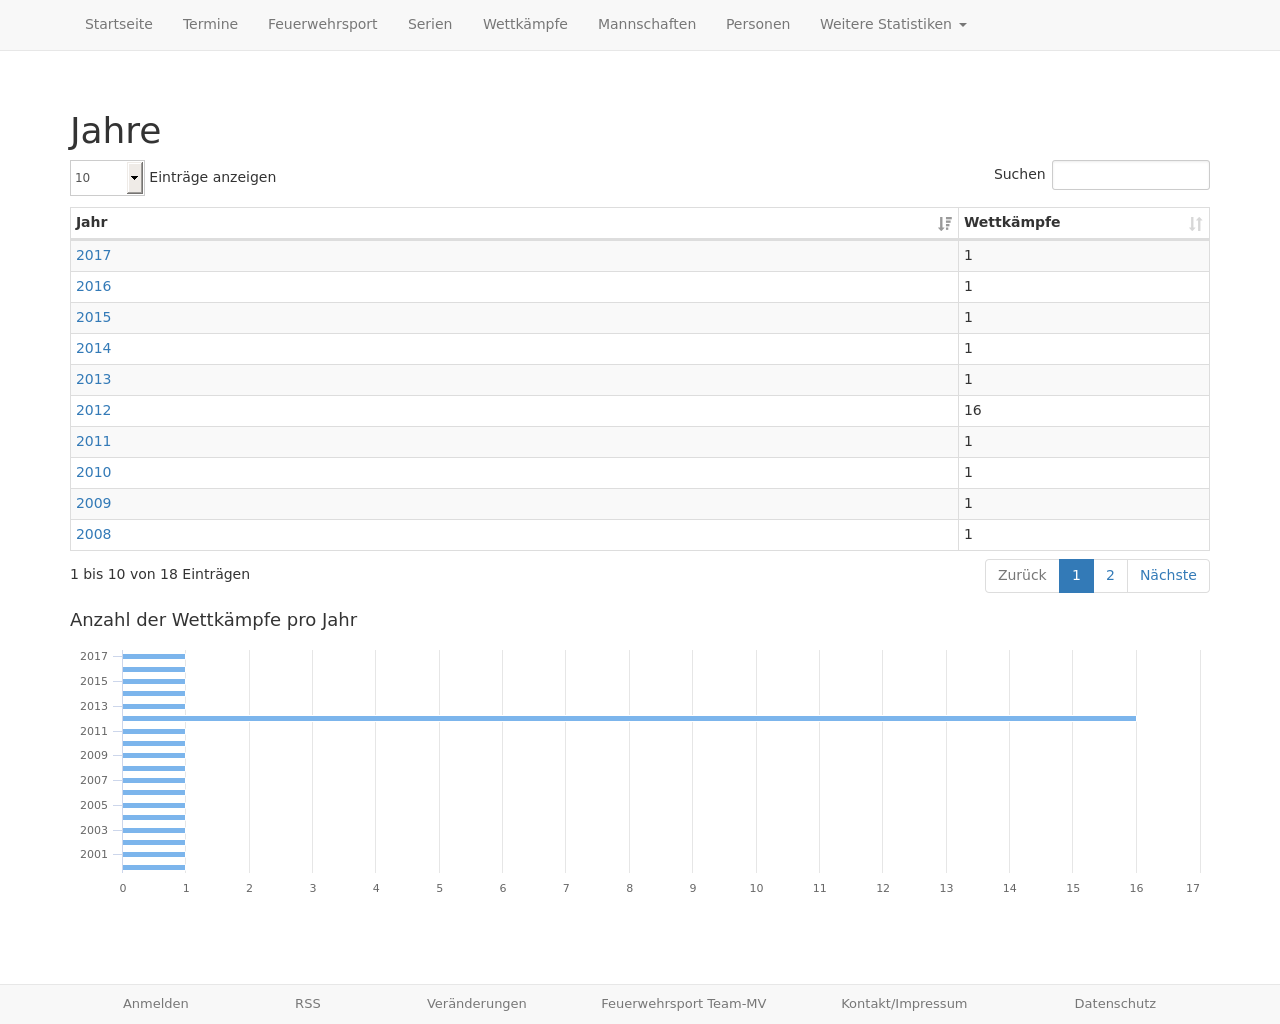 Startseite Termine Feuerwehrsport Serien Wettkämpfe Mannschaften Personen Weitere Statistiken
Jahre
10 Einträge anzeigen Suchen
Jahr Wettkämpfe
2017 1
2016 1
2015 1
2014 1
2013 1
2012 16
2011 1
2010 1
2009 1
2008 1
1 bis 10 von 18 Einträgen Zurück 1 2 Nächste
Anzahl der Wettkämpfe pro Jahr
2017
2015
2013
2011
2009
2007
2005
2003
2001
0 1 2 3 4 5 6 7 8 9 10 11 12 13 14 15 16 17
Anmelden RSS Veränderungen Feuerwehrsport Team-MV Kontakt/Impressum Datenschutz